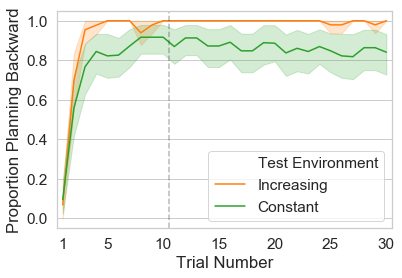 Proportion Planning Backward
1.0
0.8
0.6
0.4
0.2
0.0
Test Environment
Increasing
Constant
1 5 10 15 20 25 30
Trial Number